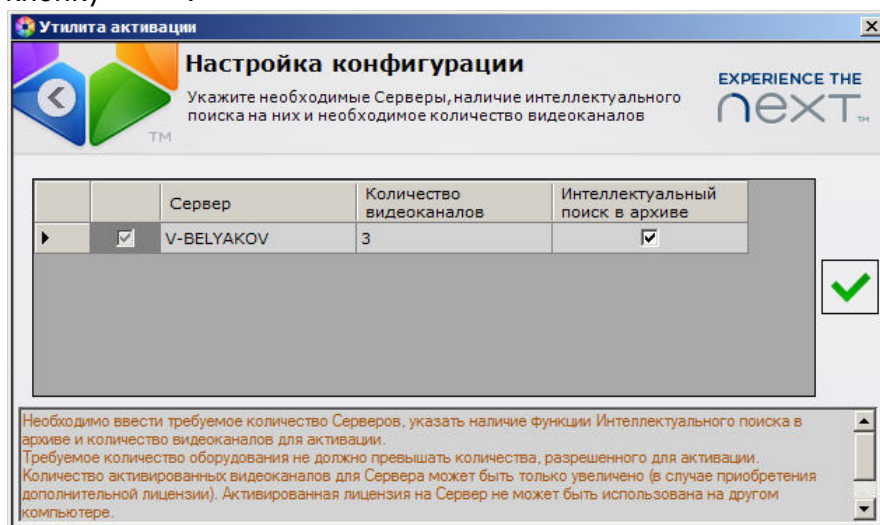 Утилита активации
Настройка конфигурации
Укажите необходимые Серверы, наличие интеллектуального
поиска на них и необходимое количество видеоканалов
EXPERIENCE THE
next™
TM
Сервер
Количество
видеоканалов
Интеллектуальный
поиск в архиве
V-BELYAKOV
3
Необходимо ввести требуемое количество Серверов, указать наличие функции Интеллектуального поиска в
архиве и количество видеоканалов для активации.
Требуемое количество оборудования не должно превышать количества, разрешенного для активации.
Количество активированных видеоканалов для Сервера может быть только увеличено (в случае приобретения
дополнительной лицензии). Активированная лицензия на Сервер не может быть использована на другом
компьютере.